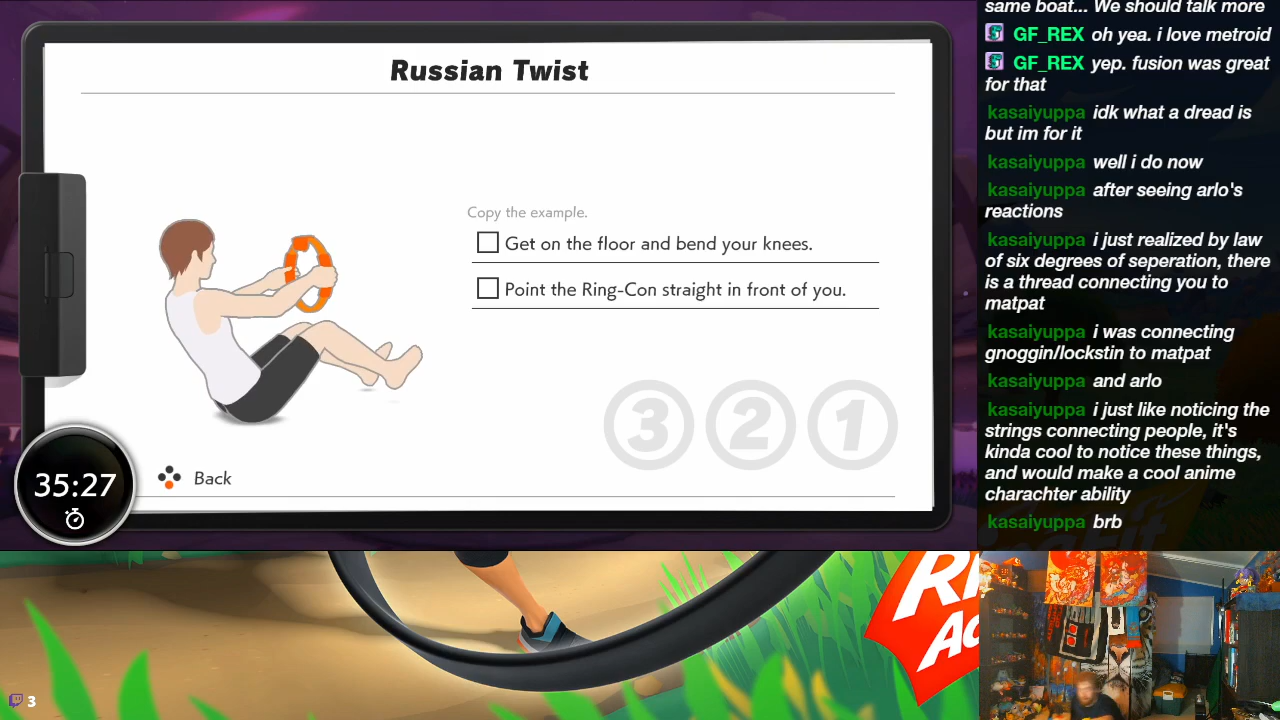 Russian Twist
Copy the example.
Get on the floor and bend your knees.
Point the Ring-Con straight in front of you.
3 2 1
Back
35:27
same boat... We should talk more
GF_REX oh yea. i love metroid
GF_REX yep. fusion was great
for that
kasaiyuppa idk what a dread is
but im for it
kasaiyuppa well i do now
kasaiyuppa after seeing arlo's
reactions
kasaiyuppa i just realized by law
of six degrees of seperation, there
is a thread connecting you to
matpat
kasaiyuppa i was connecting
gnoggin/lockstin to matpat
kasaiyuppa and arlo
kasaiyuppa i just like noticing the
strings connecting people, it's
kinda cool to notice these things,
and would make a cool anime
charachter ability
kasaiyuppa brb
3